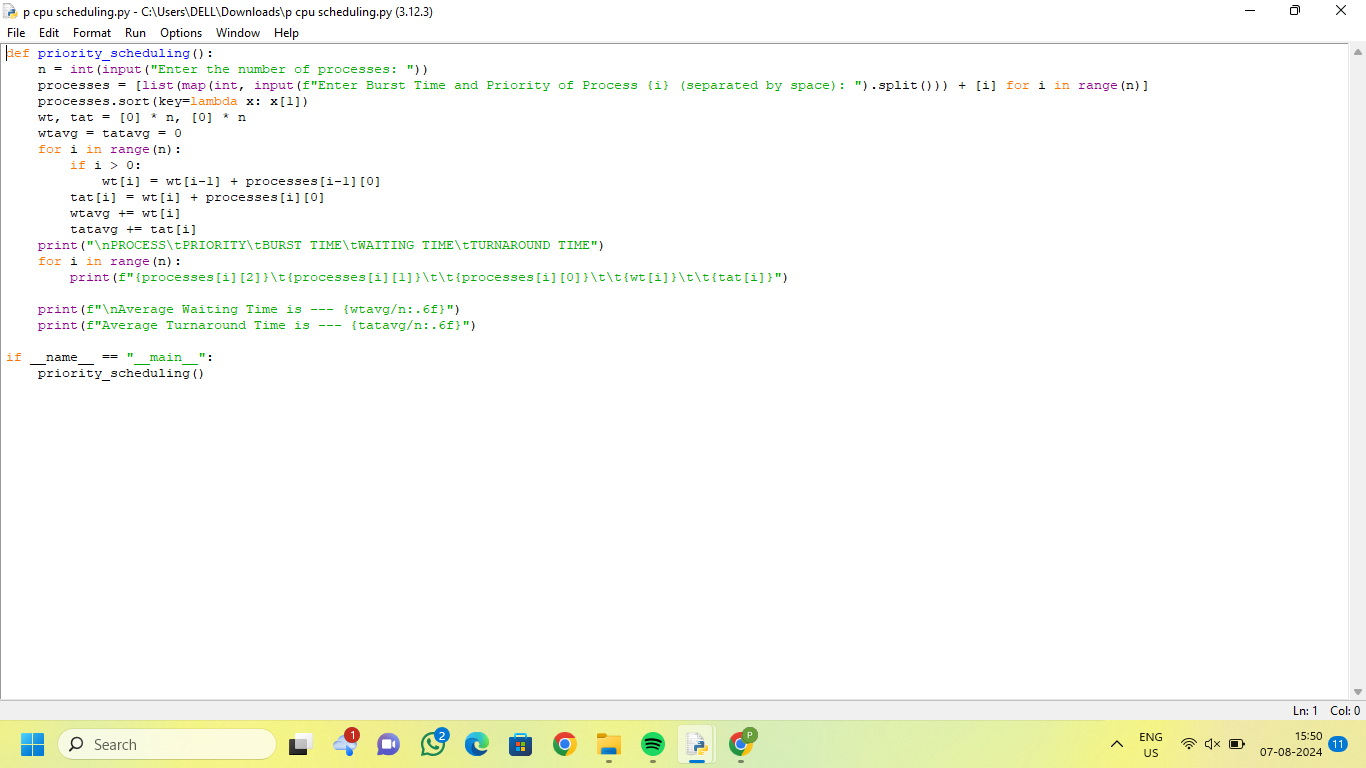 p cpu scheduling.py - C:\Users\DELL\Downloads\p cpu scheduling.py (3.12.3)
File Edit Format Run Options Window Help
def priority_scheduling():
    n = int(input("Enter the number of processes: "))
    processes = [list(map(int, input(f"Enter Burst Time and Priority of Process {i} (separated by space): ").split())) + [i] for i in range(n)]
    processes.sort(key=lambda x: x[1])
    wt, tat = [0] * n, [0] * n
    wtavg = tatavg = 0
    for i in range(n):
        if i > 0:
            wt[i] = wt[i-1] + processes[i-1][0]
        tat[i] = wt[i] + processes[i][0]
        wtavg += wt[i]
        tatavg += tat[i]
    print("\nPROCESS\tPRIORITY\tBURST TIME\tWAITING TIME\tTURNAROUND TIME")
    for i in range(n):
        print(f"{processes[i][2]}\t{processes[i][1]}\t\t{processes[i][0]}\t\t{wt[i]}\t\t{tat[i]}")
    print(f"\nAverage Waiting Time is --- {wtavg/n:.6f}")
    print(f"Average Turnaround Time is --- {tatavg/n:.6f}")
if __name__ == "__main__":
    priority_scheduling()
Ln: 1 Col: 0
Search
1
2
P
ENG
US
15:50
07-08-2024
11